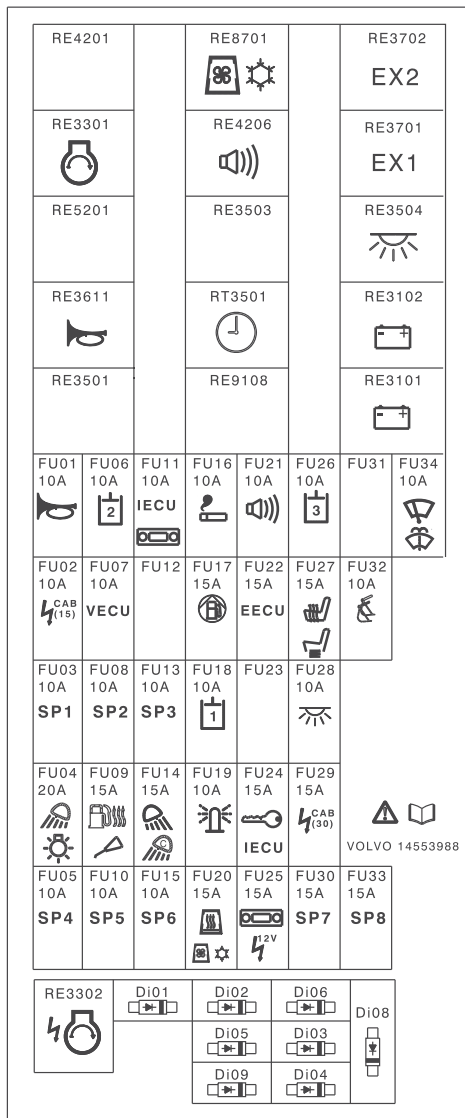 RE4201 RE8701 RE3702
EX2
RE3301 RE4206 RE3701
EX1
RE5201 RE3503 RE3504
RE3611 RT3501 RE3102
- +
RE3501 RE9108 RE3101
- +
FU01 FU06 FU11 FU16 FU21 FU26 FU31 FU34
10A 10A 10A 10A 10A 10A 10A
2 IECU 3
FU02 FU07 FU12 FU17 FU22 FU27 FU32
10A 10A 15A 15A 15A 10A
CAB (15) VECU EECU
FU03 FU08 FU13 FU18 FU23 FU28
10A 10A 10A 10A 10A
SP1 SP2 SP3 1
FU04 FU09 FU14 FU19 FU24 FU29
20A 15A 15A 10A 15A 15A
CAB (30)
C IECU
VOLVO 14553988
FU05 FU10 FU15 FU20 FU25 FU30 FU33
10A 10A 10A 15A 15A 15A 15A
SP4 SP5 SP6 12V SP7 SP8
RE3302 Di01 Di02 Di06 Di08
Di05 Di03
Di09 Di04